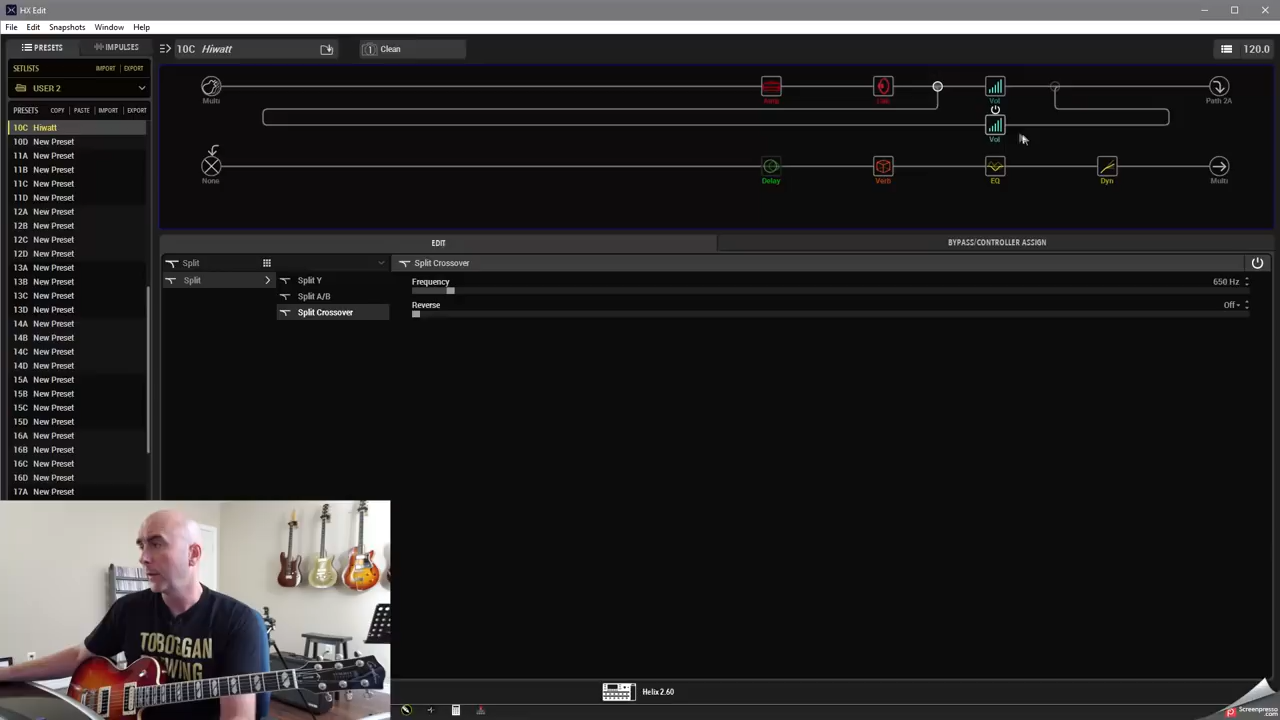 HX Edit
File Edit Snapshots Window Help
PRESETS IMPULSES
10C Hiwatt
1 Clean
120.0
SETLISTS IMPORT EXPORT
USER 2
PRESETS COPY PASTE IMPORT EXPORT
10C Hiwatt
10D New Preset
11A New Preset
11B New Preset
11C New Preset
11D New Preset
12A New Preset
12B New Preset
12C New Preset
12D New Preset
13A New Preset
13B New Preset
13C New Preset
13D New Preset
14A New Preset
14B New Preset
14C New Preset
14D New Preset
15A New Preset
15B New Preset
15C New Preset
15D New Preset
16A New Preset
16B New Preset
16C New Preset
16D New Preset
17A New Preset
Multi Amp Cab Vol Path 2A
Vol
None Delay Verb EQ Dyn Multi
EDIT BYPASS/CONTROLLER ASSIGN
Split Split Crossover
Split Split Y
Split A/B
Split Crossover
Frequency 650 Hz
Reverse Off
TOBOGGAN
Helix 2.60
Screenpresso
.com